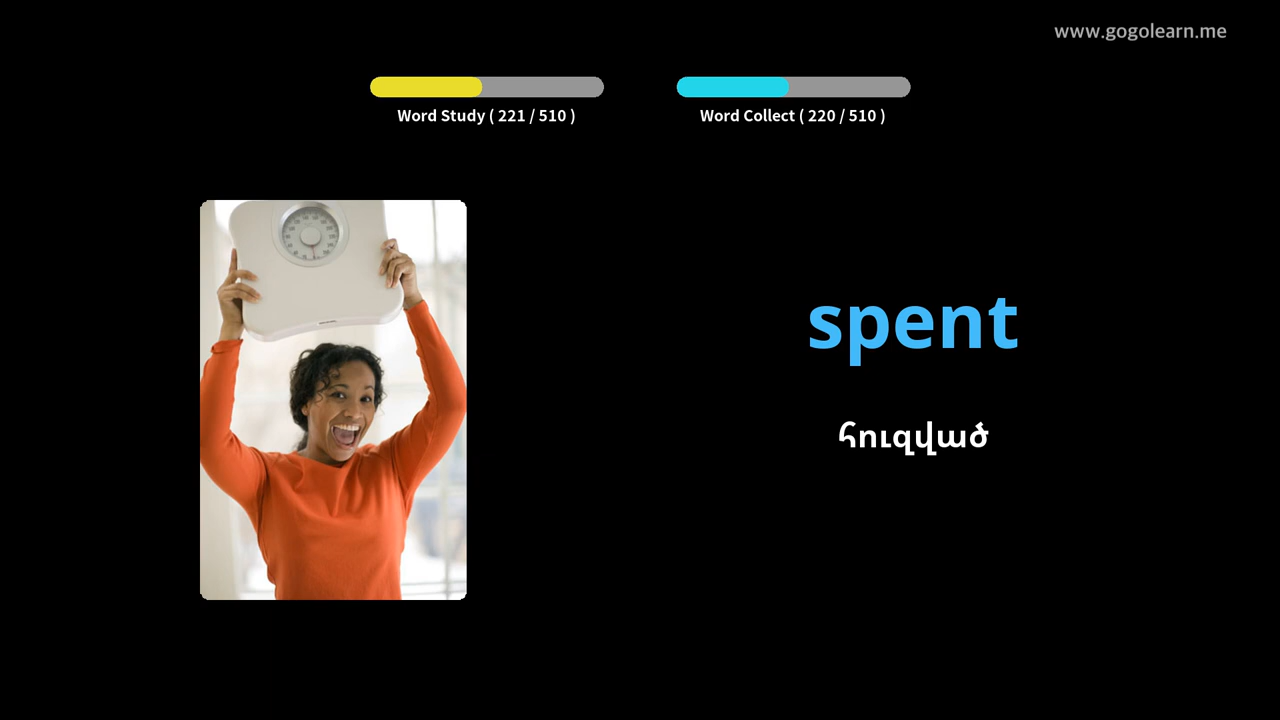 www.gogolearn.me
Word Study ( 221 / 510 )
Word Collect ( 220 / 510 )
spent
հուզված